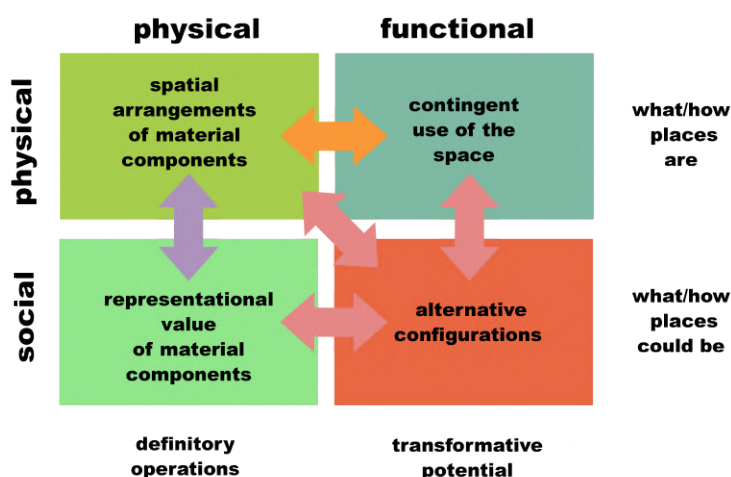 physical
functional
physical
spatial
arrangements
of material
components
contingent
use of the
space
what/how
places
are
social
representational
value
of material
components
alternative
configurations
what/how
places
could be
definitory
operations
transformative
potential